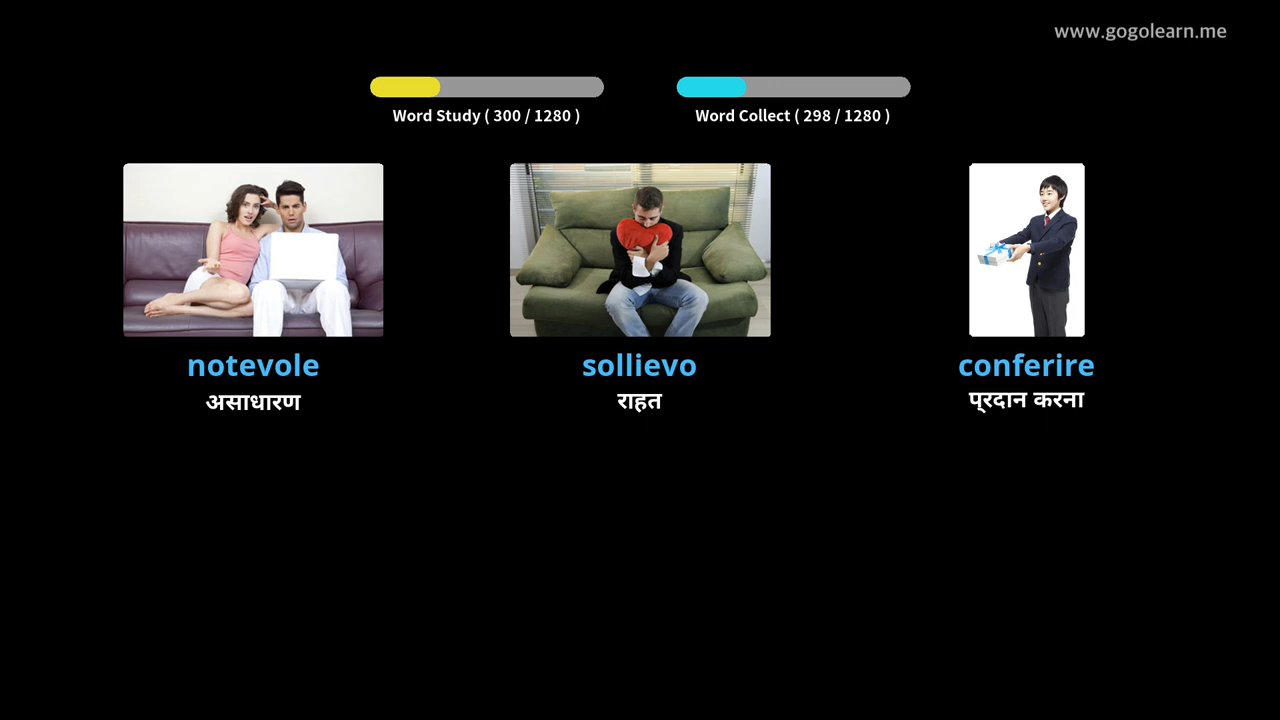 www.gogolearn.me
Word Study ( 300 / 1280 )
Word Collect ( 298 / 1280 )
notevole
असाधारण
sollievo
राहत
conferire
प्रदान करना